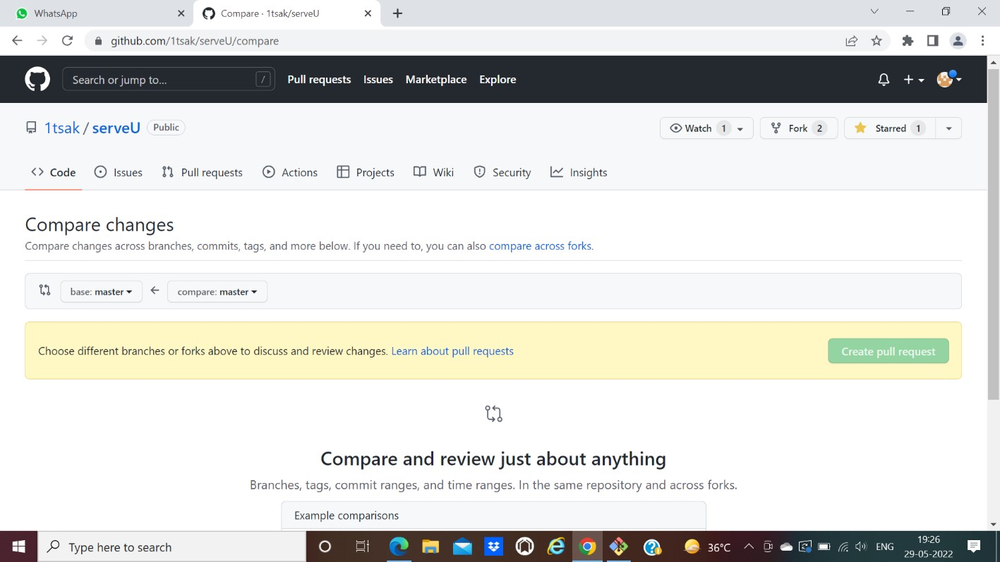 WhatsApp
Compare · 1tsak/serveU
github.com/1tsak/serveU/compare
Search or jump to... /
Pull requests Issues Marketplace Explore
1tsak / serveU Public
Watch 1 Fork 2 Starred 1
Code Issues Pull requests Actions Projects Wiki Security Insights
Compare changes
Compare changes across branches, commits, tags, and more below. If you need to, you can also compare across forks.
base: master compare: master
Choose different branches or forks above to discuss and review changes. Learn about pull requests Create pull request
Compare and review just about anything
Branches, tags, commit ranges, and time ranges. In the same repository and across forks.
Example comparisons
Type here to search 36°C ENG 19:26
29-05-2022